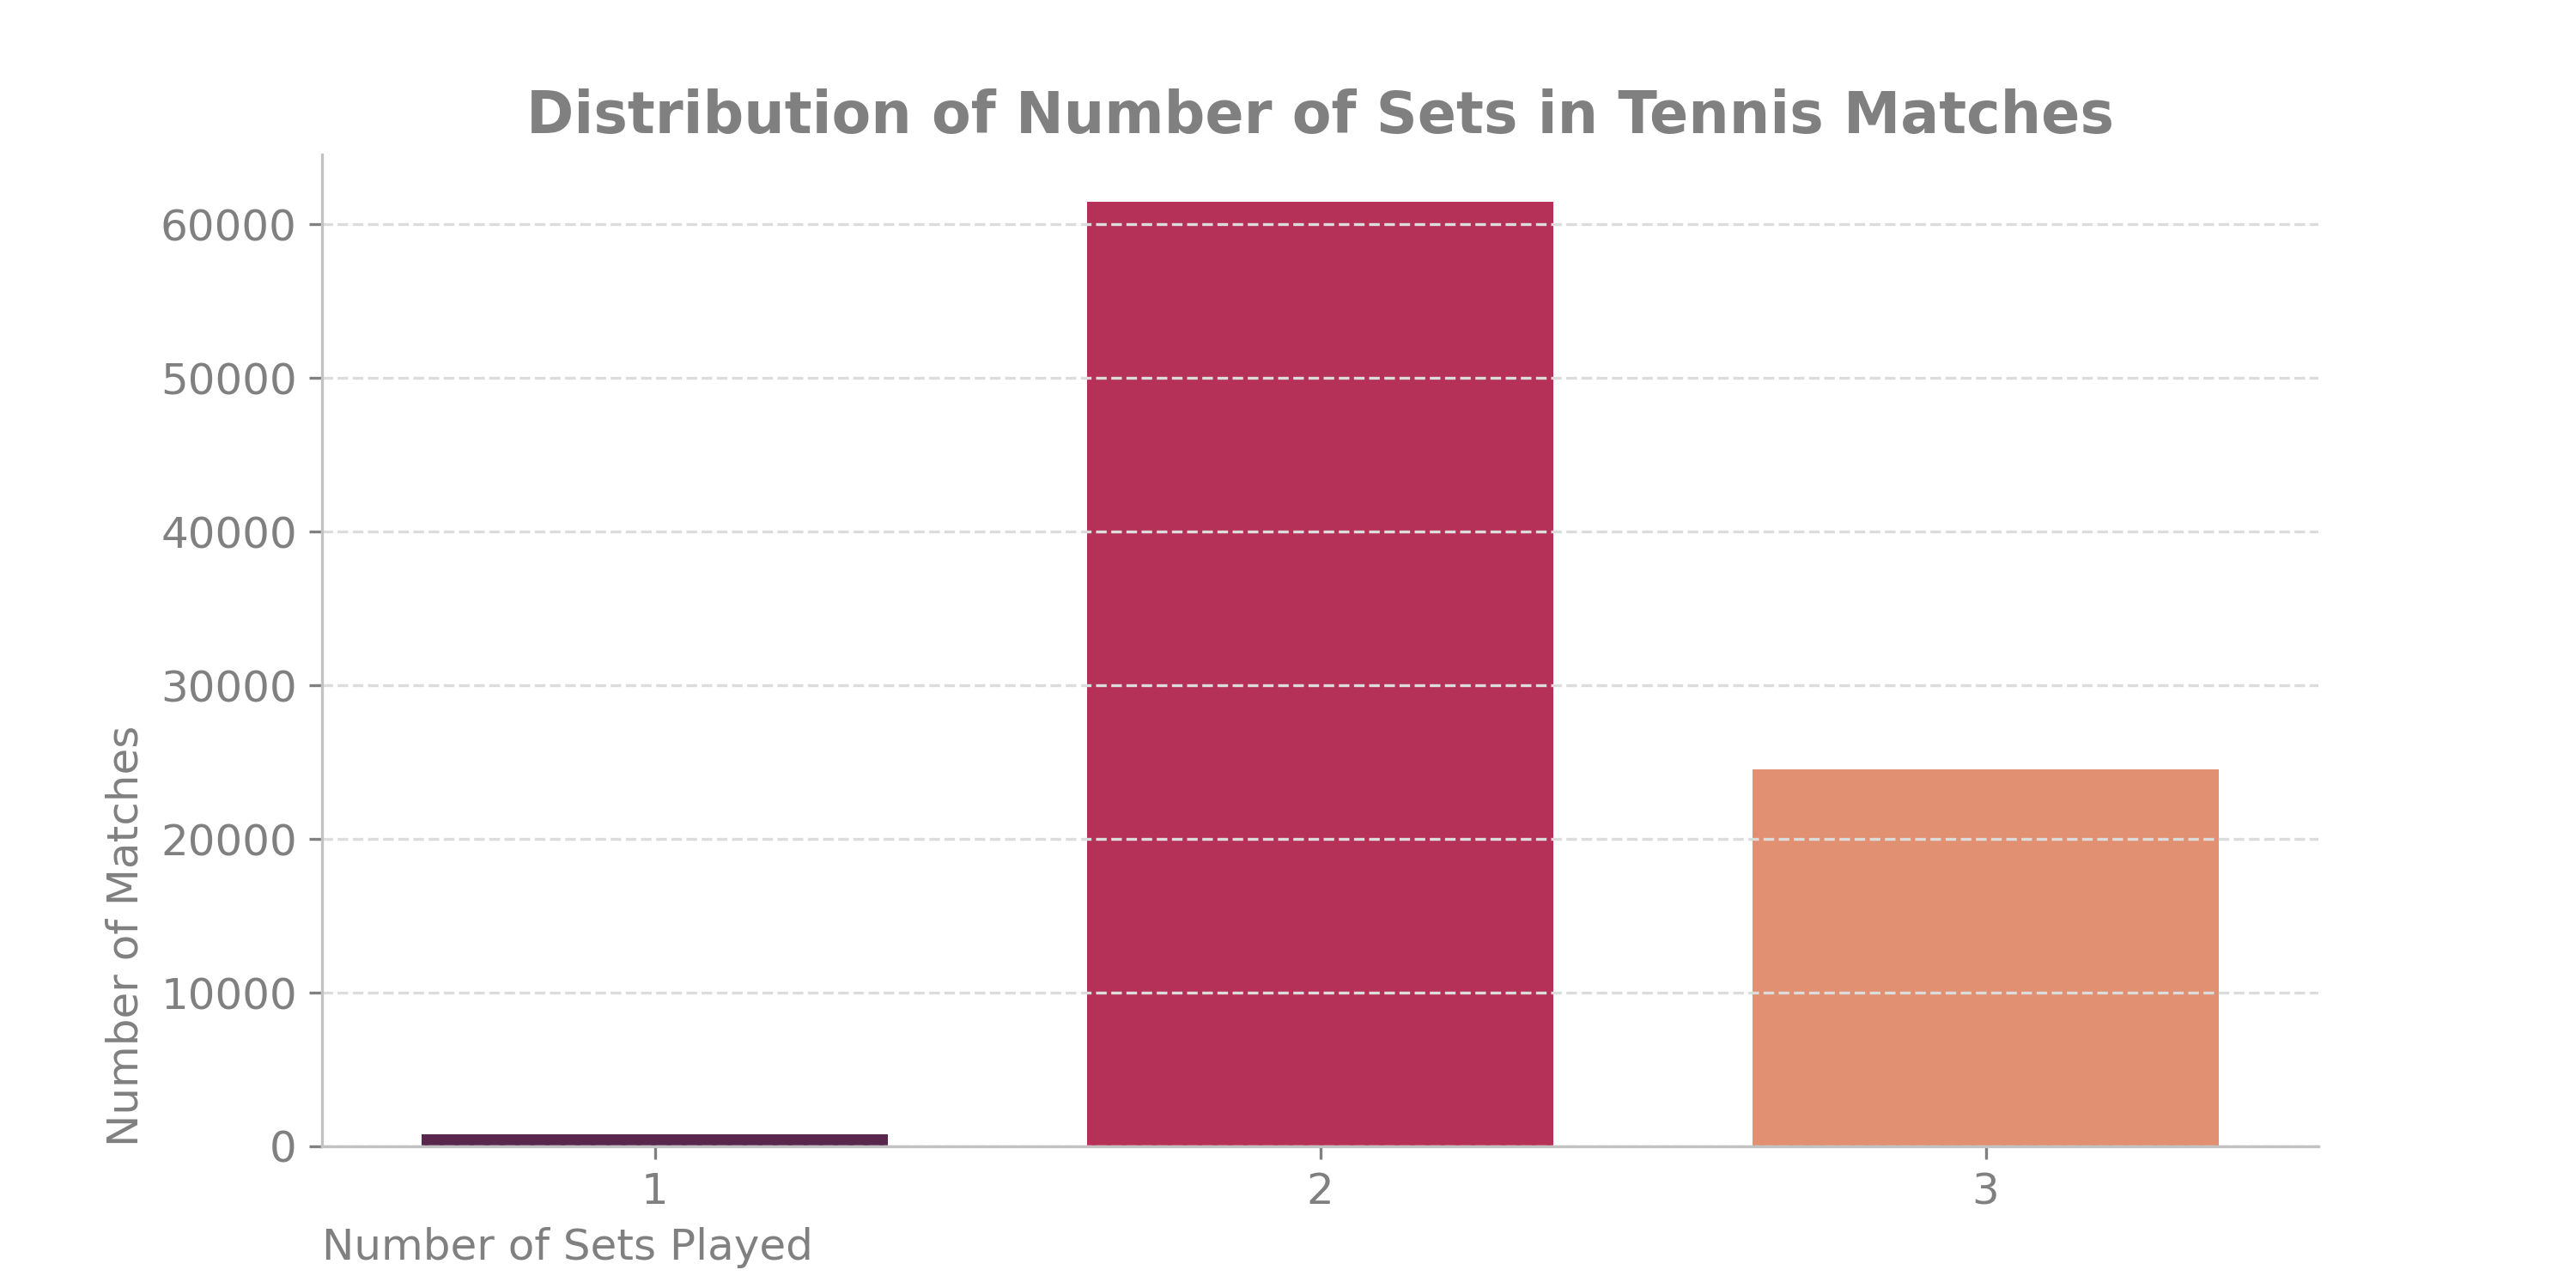 Distribution of Number of Sets in Tennis Matches
60000
50000
40000
30000
20000
10000
0
Number of Matches
1 2 3
Number of Sets Played